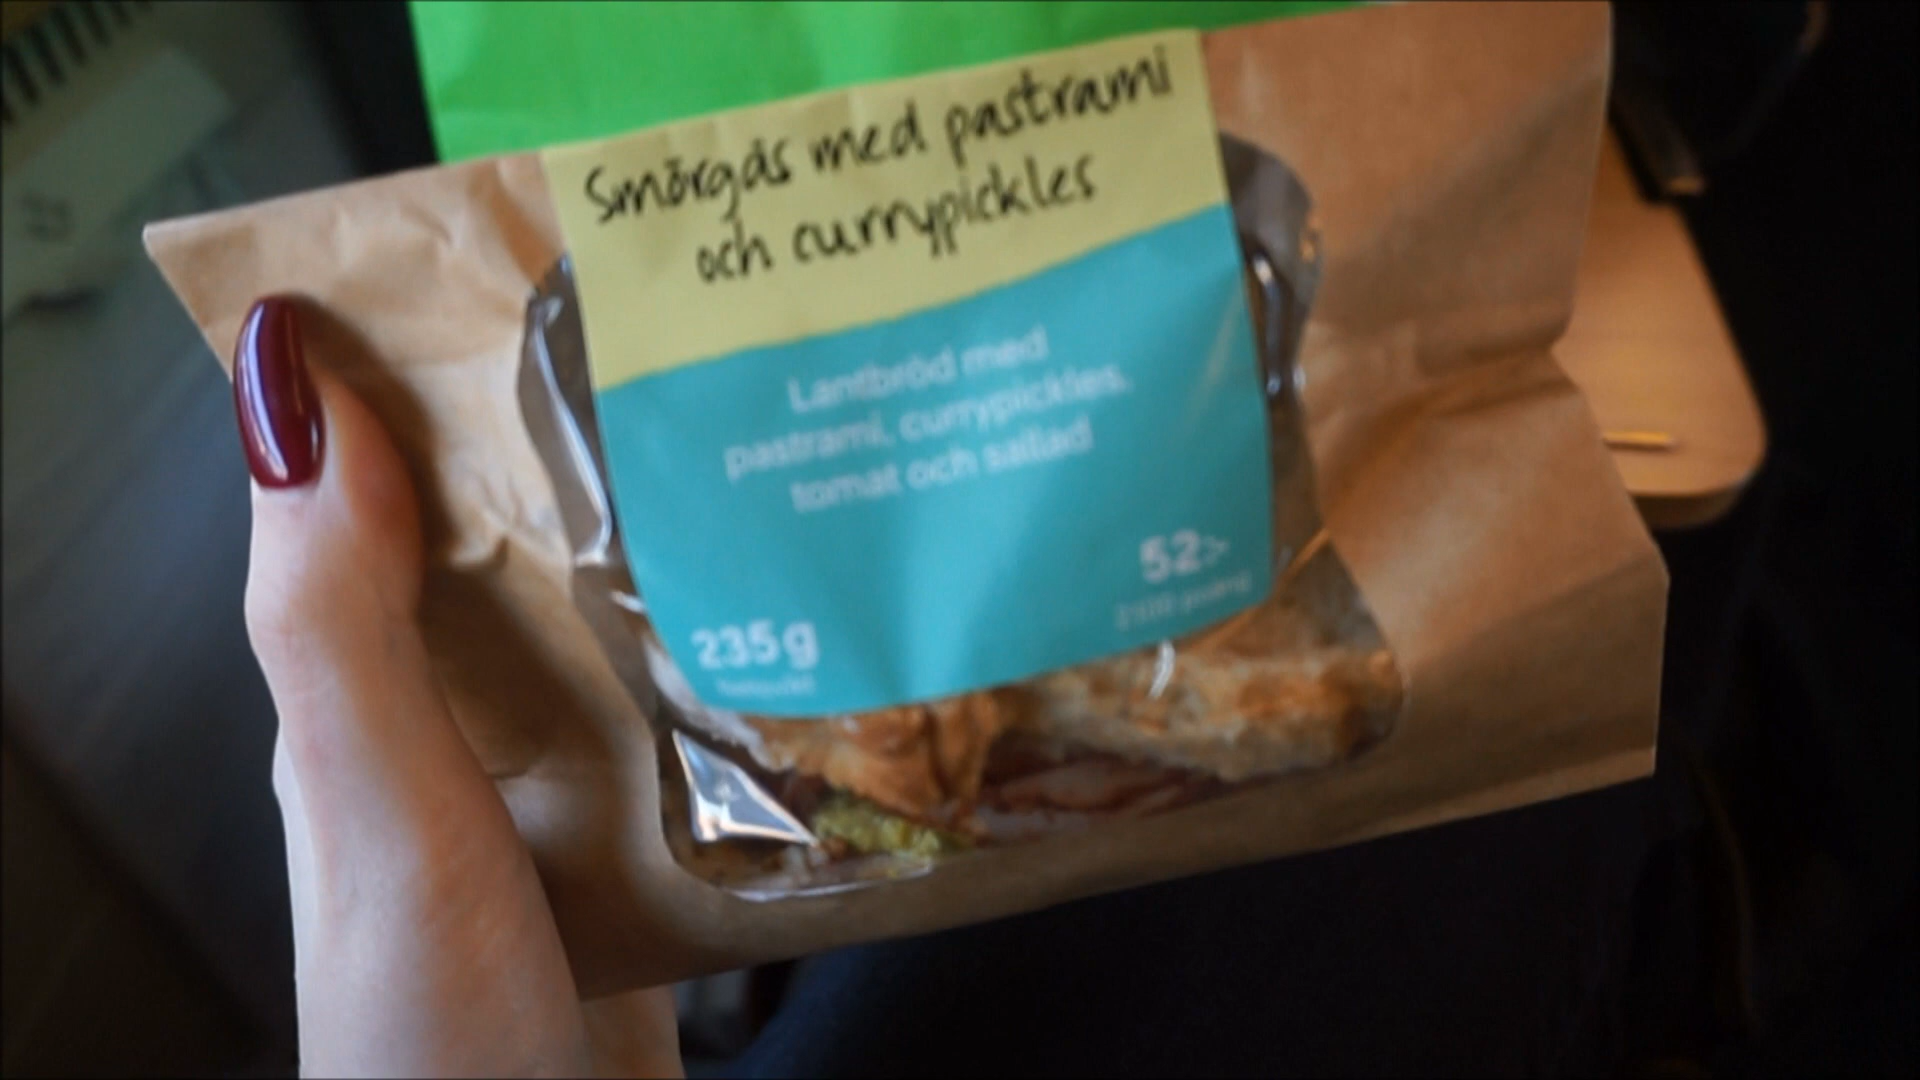 Smörgås med pastrami
och currypickles
Lantbröd med
pastrami, currypickles,
tomat och sallad
52:-
235g